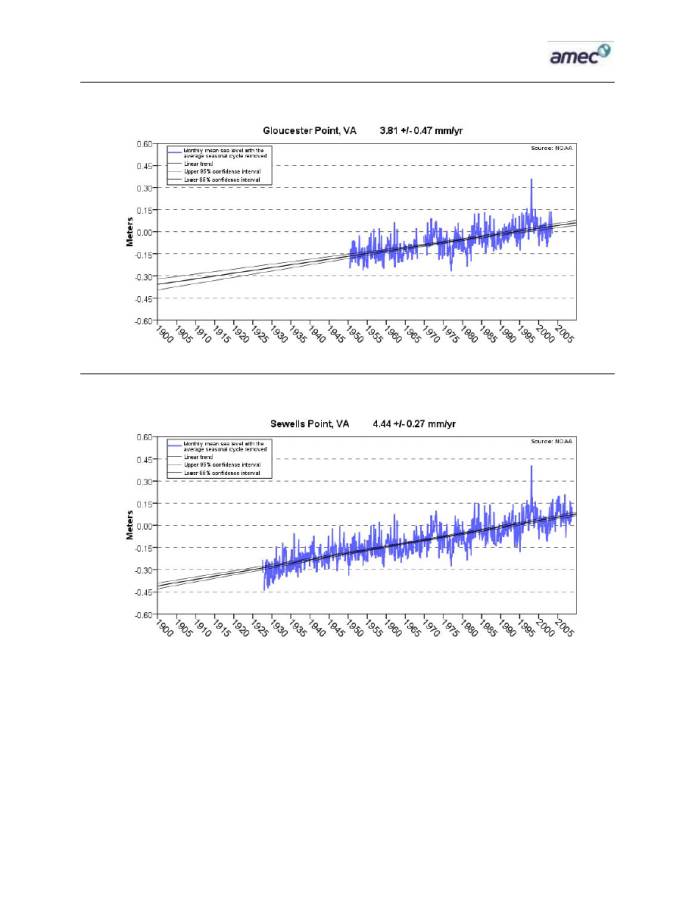 amec
Gloucester Point, VA 3.81 +/- 0.47 mm/yr
Source: NOAA
Monthly mean sea level with the
average seasonal cycle removed
Linear trend
Upper 95% confidence interval
Lower 95% confidence interval
Meters
0.60
0.45
0.30
0.15
0.00
-0.15
-0.30
-0.45
-0.60
1900 1905 1910 1915 1920 1925 1930 1935 1940 1945 1950 1955 1960 1965 1970 1975 1980 1985 1990 1995 2000 2005
Sewells Point, VA 4.44 +/- 0.27 mm/yr
Source: NOAA
Monthly mean sea level with the
average seasonal cycle removed
Linear trend
Upper 95% confidence interval
Lower 95% confidence interval
Meters
0.60
0.45
0.30
0.15
0.00
-0.15
-0.30
-0.45
-0.60
1900 1905 1910 1915 1920 1925 1930 1935 1940 1945 1950 1955 1960 1965 1970 1975 1980 1985 1990 1995 2000 2005